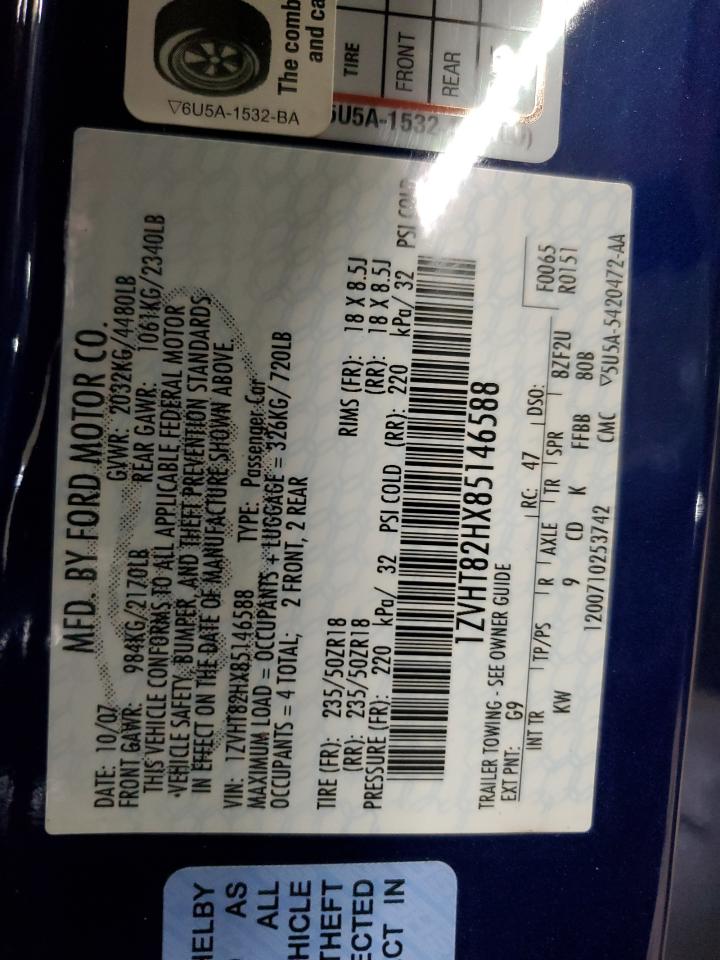 MFD. BY FORD MOTOR CO.
DATE: 10/07 GVWR: 2032KG/4480LB
FRONT GAWR: 984KG/2170LB REAR GAWR: 1061KG/2340LB
THIS VEHICLE CONFORMS TO ALL APPLICABLE FEDERAL MOTOR
VEHICLE SAFETY, BUMPER, AND THEFT PREVENTION STANDARDS
IN EFFECT ON THE DATE OF MANUFACTURE SHOWN ABOVE.
VIN: 1ZVHT82HX85146588 TYPE: Passenger Car
MAXIMUM LOAD = OCCUPANTS + LUGGAGE = 326KG/ 720LB
OCCUPANTS = 4 TOTAL; 2 FRONT, 2 REAR
TIRE (FR): 235/50ZR18 RIMS (FR): 18 X 8.5J
(RR): 235/50ZR18 (RR): 18 X 8.5J
PRESSURE (FR): 220 kPa/ 32 PSI COLD (RR): 220 kPa/ 32 PSI COLD
1ZVHT82HX85146588
TRAILER TOWING - SEE OWNER GUIDE
EXT PNT: G9 RC: 47 DSO: F0065
R0151
INT TR TP/PS R AXLE TR SPR 8ZF2U
KW 9 CD K FFBB 80B
1200710253742 CMC ▽5U5A-5420472-AA
The comb
and ca
▽6U5A-1532-BA
TIRE
FRONT
REAR
5U5A-1532
HELBY
AS
ALL
HICLE
THEFT
ECTED
CT IN